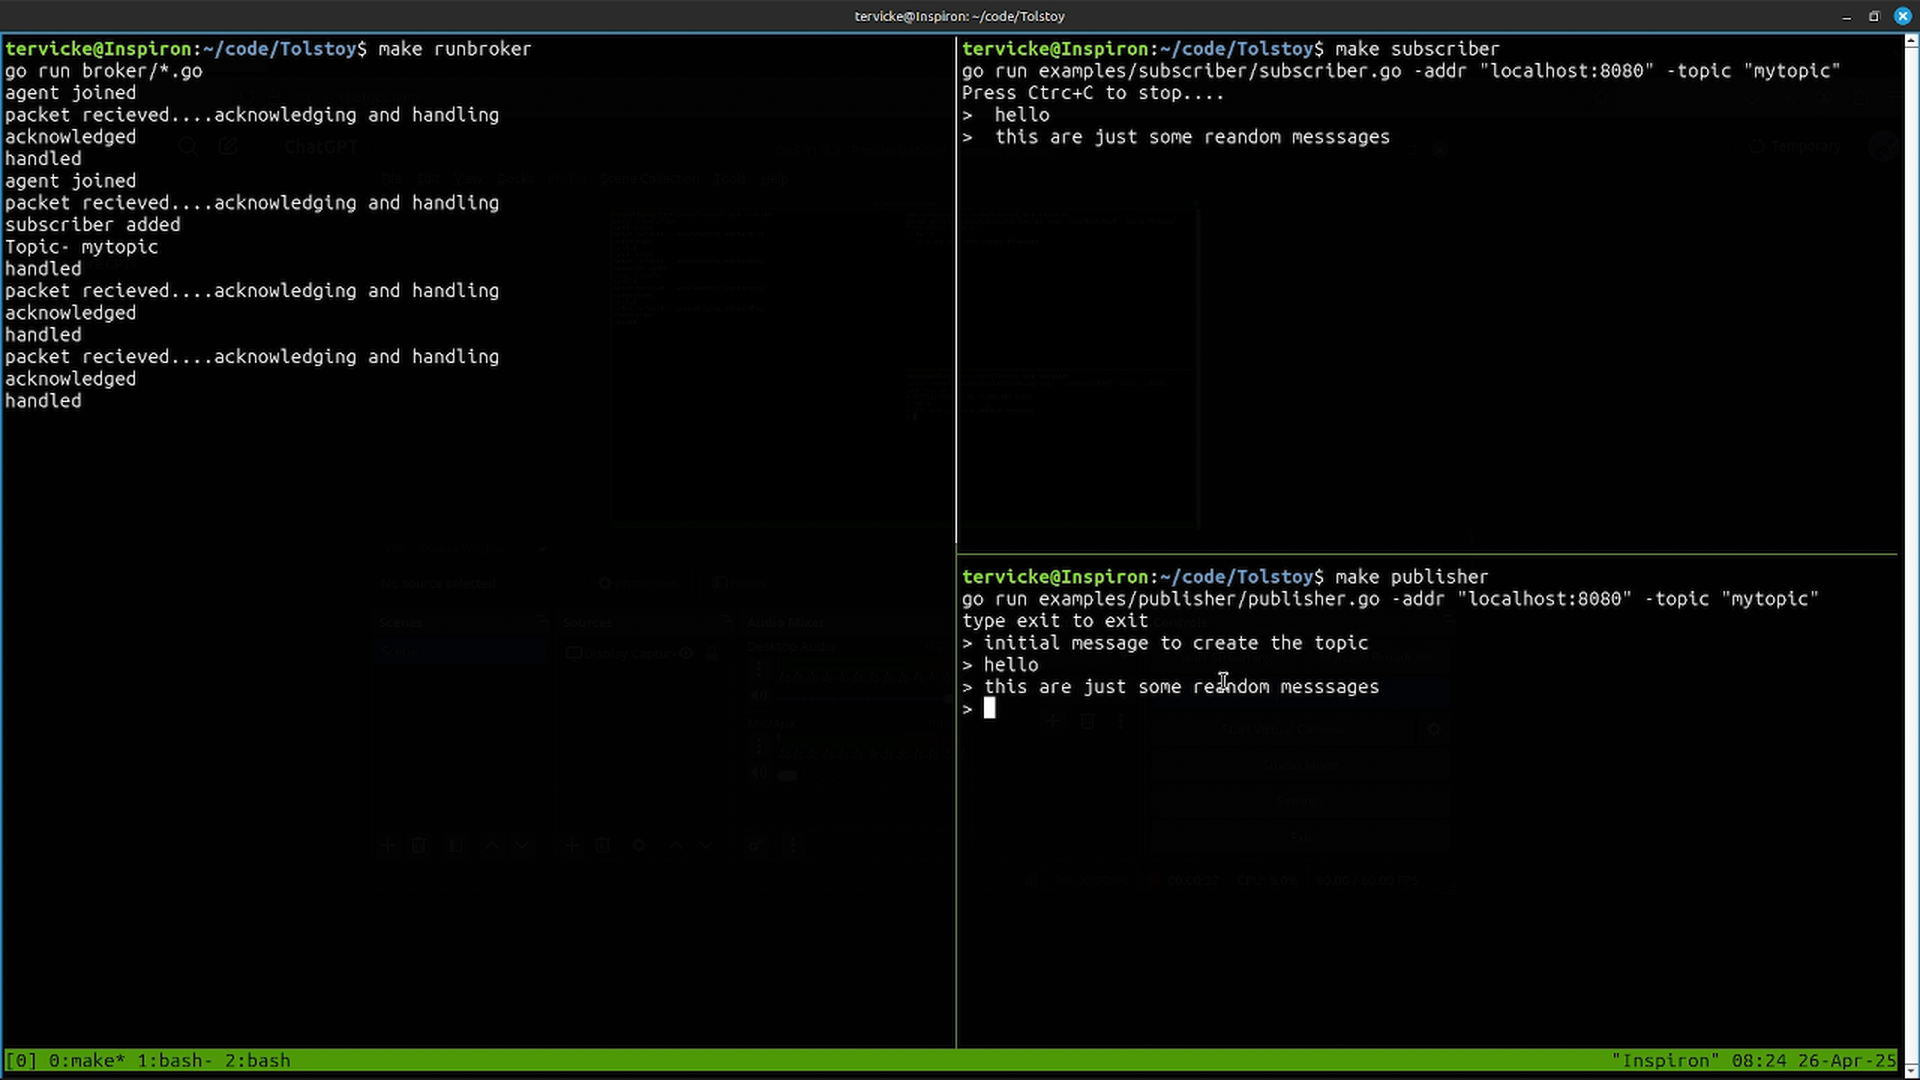 tervicke@Inspiron: ~/code/Tolstoy
tervicke@Inspiron:~/code/Tolstoy$ make runbroker
go run broker/*.go
agent joined
packet recieved....acknowledging and handling
acknowledged
handled
agent joined
packet recieved....acknowledging and handling
subscriber added
Topic- mytopic
handled
packet recieved....acknowledging and handling
acknowledged
handled
packet recieved....acknowledging and handling
acknowledged
handled
tervicke@Inspiron:~/code/Tolstoy$ make subscriber
go run examples/subscriber/subscriber.go -addr "localhost:8080" -topic "mytopic"
Press Ctrc+C to stop....
>  hello
>  this are just some reandom messsages
tervicke@Inspiron:~/code/Tolstoy$ make publisher
go run examples/publisher/publisher.go -addr "localhost:8080" -topic "mytopic"
type exit to exit
> initial message to create the topic
> hello
> this are just some reandom messsages
>
[0] 0:make* 1:bash- 2:bash
"Inspiron" 08:24 26-Apr-25
ChatGPT
Temporary
Scenes
Sources
Audio Mixer